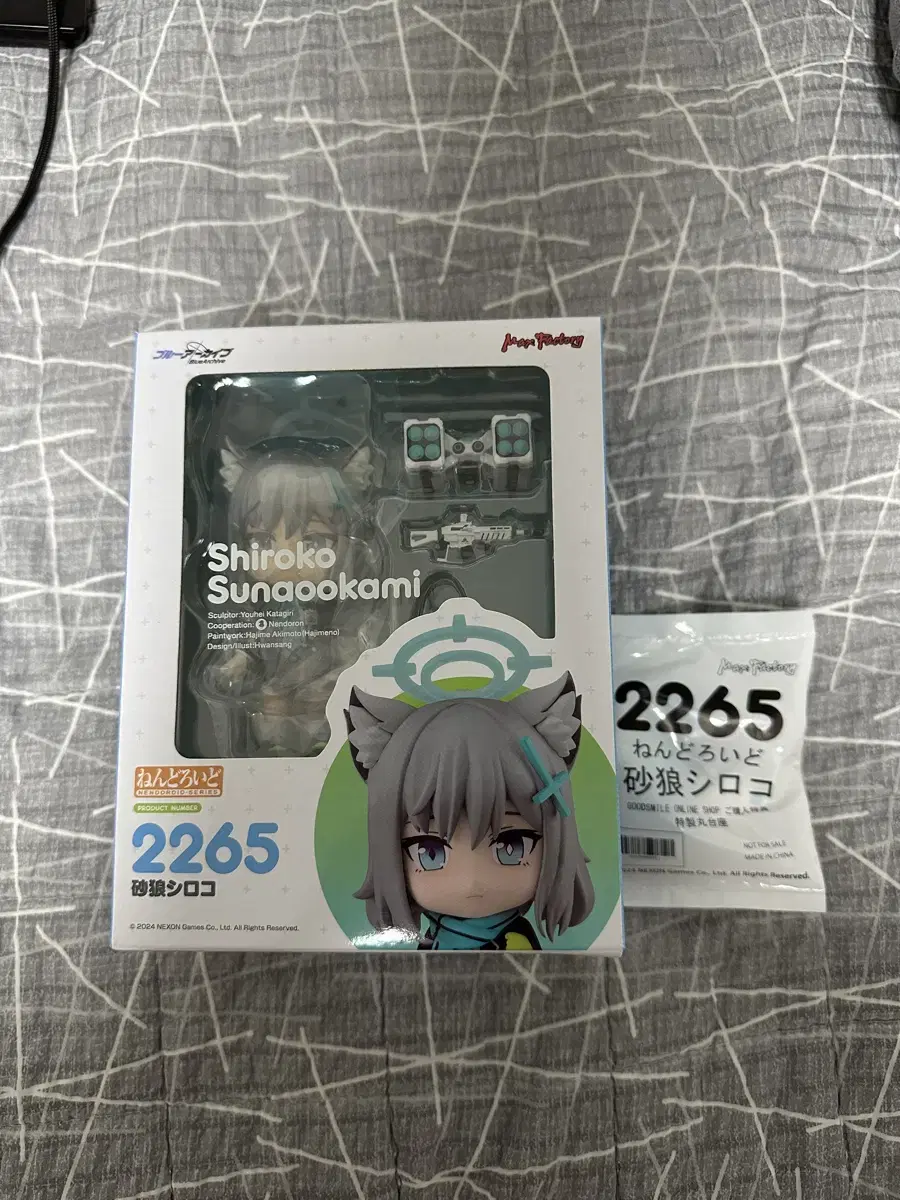 ブルーアーカイブ
BlueArchive
Max Factory
Shiroko
Sunaookami
Sculptor:Youhei Katagiri
Cooperation: Nendoron
Paintwork:Hajime Akimoto(Hajimeno)
Design/Illust:Hwansang
ねんどろいど
NENDOROID-SERIES
PRODUCT NUMBER
2265
砂狼シロコ
© 2024 NEXON Games Co., Ltd. All Rights Reserved.
Max Factory
2265
ねんどろいど
砂狼シロコ
GOODSMILE ONLINE SHOP ご購入特典
特製丸台座
NOT FOR SALE
MADE IN CHINA
NEXON Games Co., Ltd. All Rights Reserved.